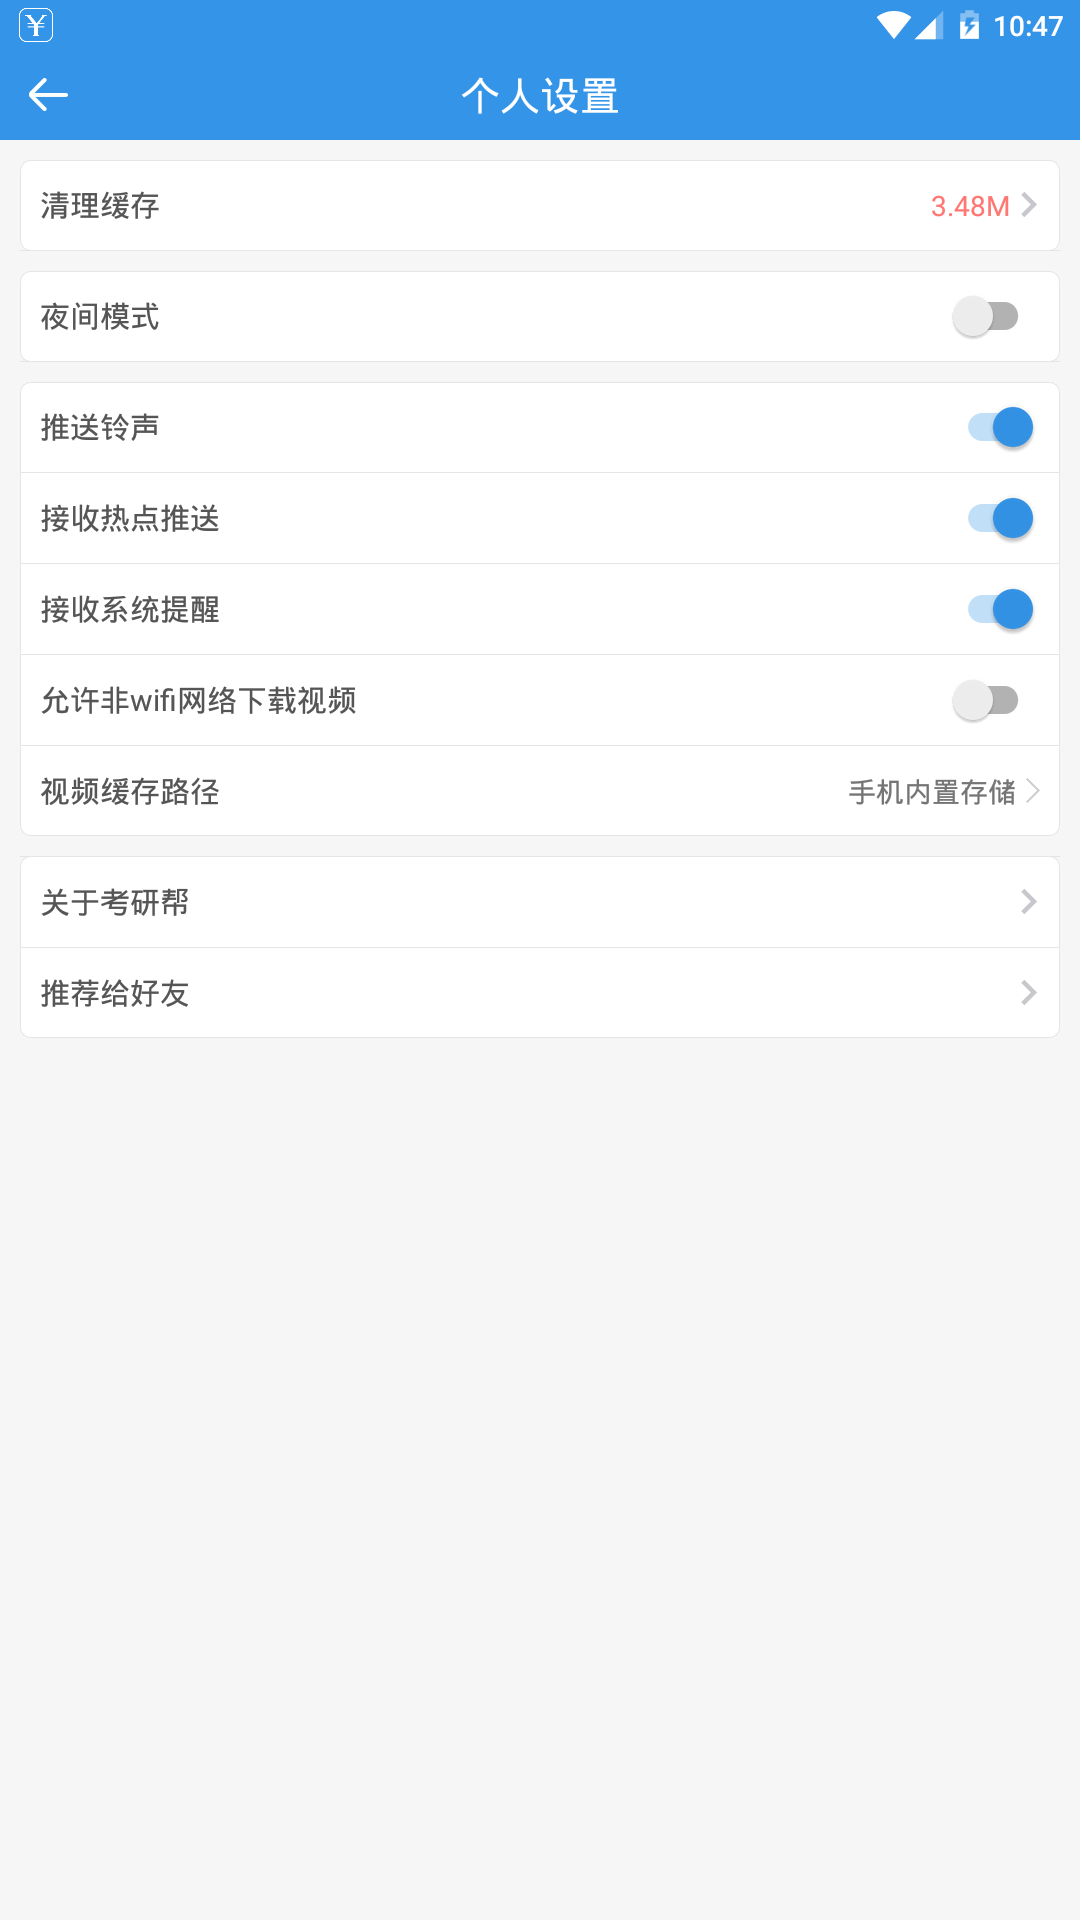 ¥ 10:47
个人设置
清理缓存 3.48M
夜间模式
推送铃声
接收热点推送
接收系统提醒
允许非wifi网络下载视频
视频缓存路径 手机内置存储
关于考研帮
推荐给好友